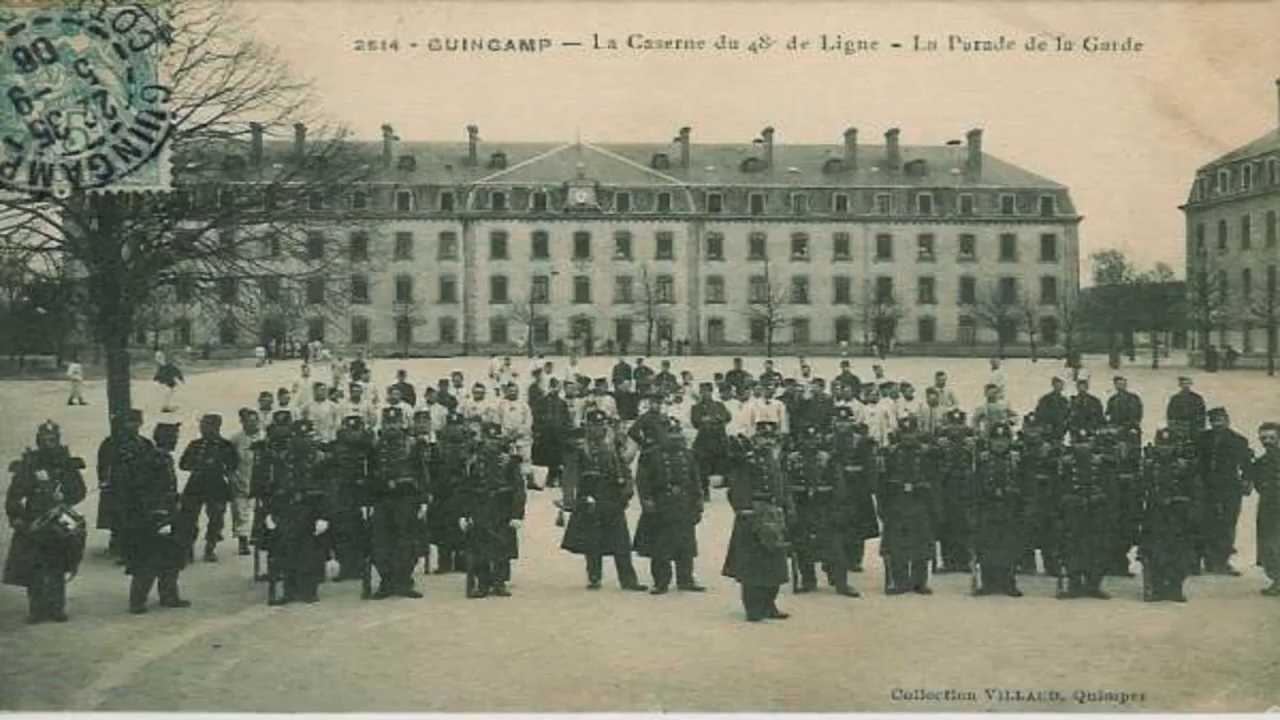 2614 - GUINGAMP — La Caserne du 48e de Ligne - La Parade de la Garde
GUINGAMP
Collection VILLARD, Quimper